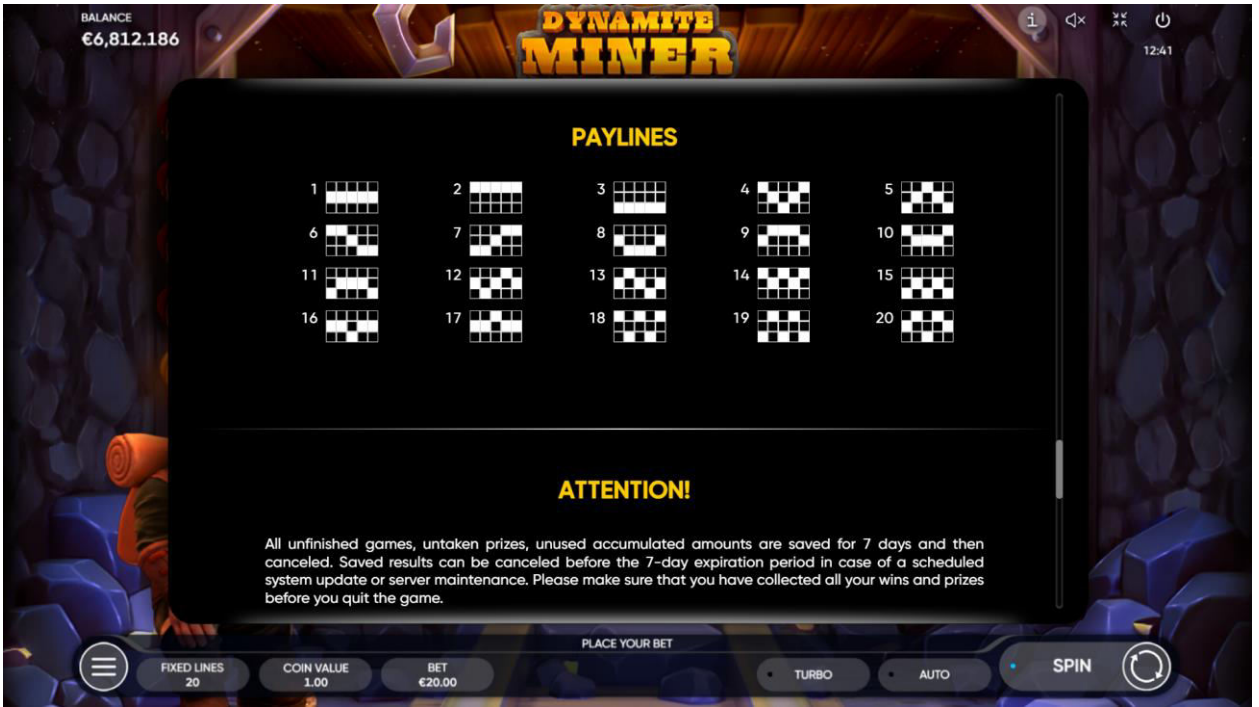 BALANCE
€6,812.186
DYNAMITE
MINER
i
12:41
PAYLINES
1 2 3 4 5
6 7 8 9 10
11 12 13 14 15
16 17 18 19 20
ATTENTION!
All unfinished games, untaken prizes, unused accumulated amounts are saved for 7 days and then
canceled. Saved results can be canceled before the 7-day expiration period in case of a scheduled
system update or server maintenance. Please make sure that you have collected all your wins and prizes
before you quit the game.
PLACE YOUR BET
FIXED LINES
20
COIN VALUE
1.00
BET
€20.00
TURBO
AUTO
SPIN